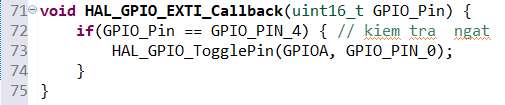 71 void HAL_GPIO_EXTI_Callback(uint16_t GPIO_Pin) {
72     if(GPIO_Pin == GPIO_PIN_4) { // kiem tra  ngat
73         HAL_GPIO_TogglePin(GPIOA, GPIO_PIN_0);
74     }
75 }